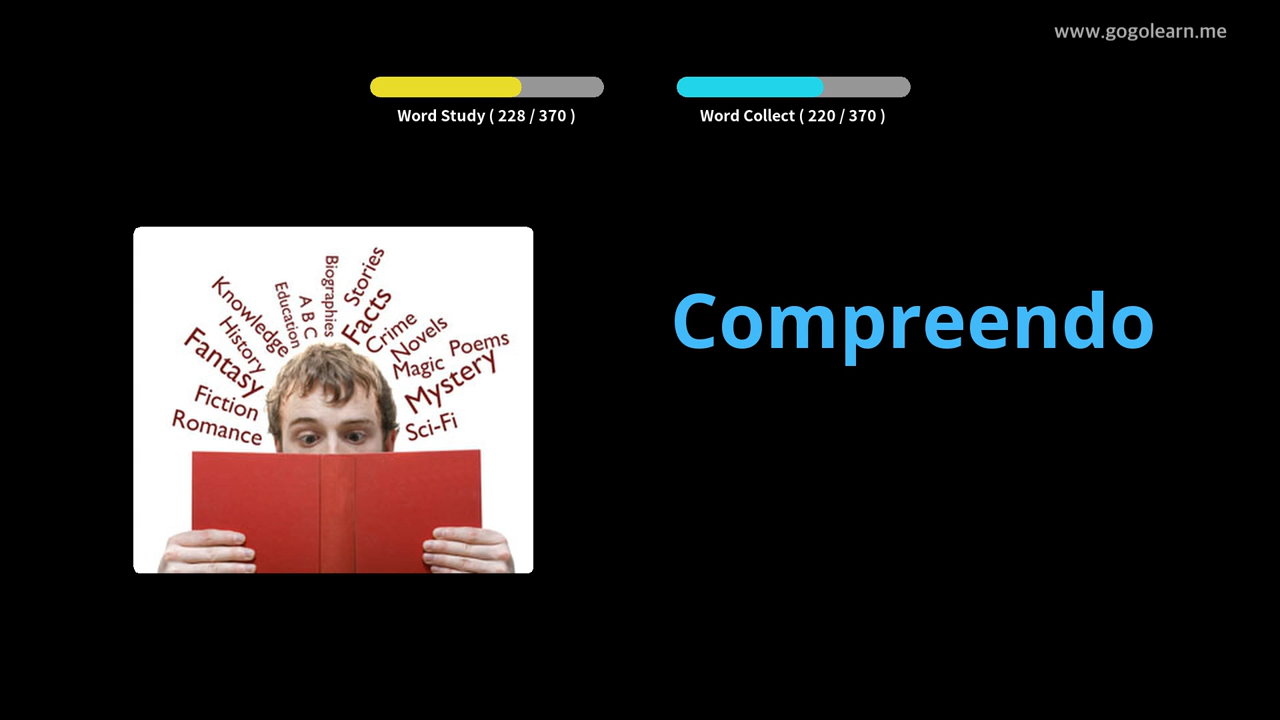 www.gogolearn.me
Word Study ( 228 / 370 )
Word Collect ( 220 / 370 )
Compreendo
Biographies
Stories
Education
A B C
Facts
Knowledge
Crime
History
Novels
Poems
Fantasy
Magic
Mystery
Fiction
Romance
Sci-Fi